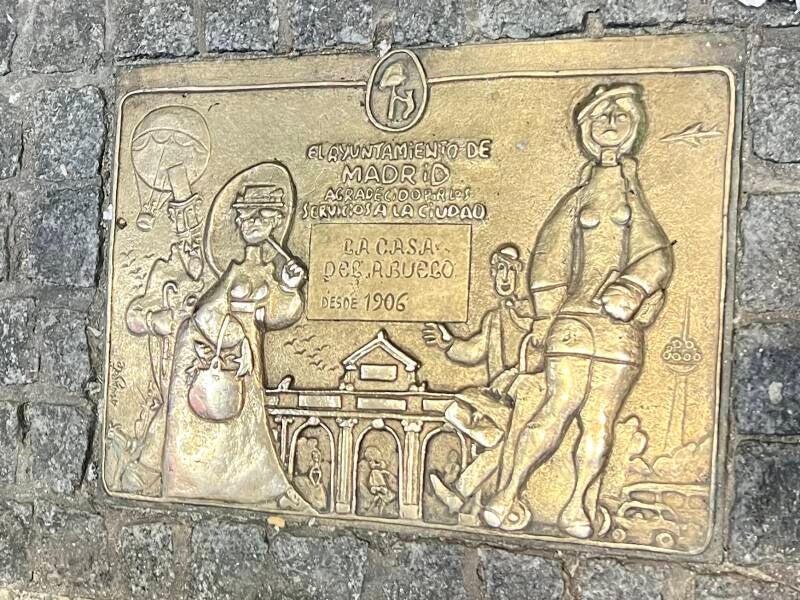 EL AYUNTAMIENTO DE
MADRID
AGRADECIDO POR LOS
SERVICIOS A LA CIUDAD
LA CASA
DEL ABUELO
DESDE 1906